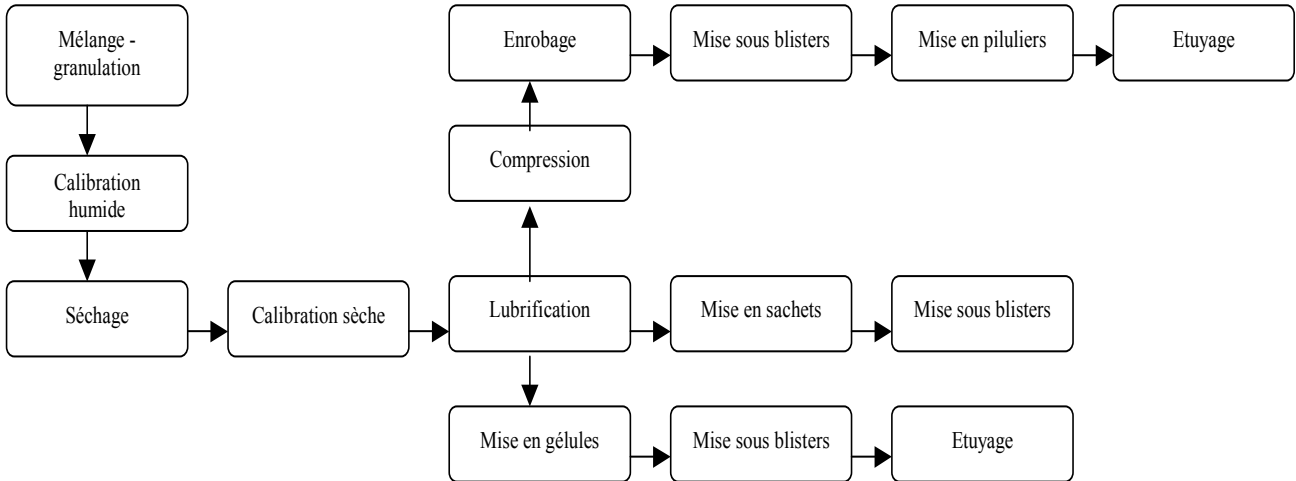 Mélange -
granulation
Enrobage
Mise sous blisters
Mise en piluliers
Etuyage
Compression
Calibration
humide
Séchage
Calibration sèche
Lubrification
Mise en sachets
Mise sous blisters
Mise en gélules
Mise sous blisters
Etuyage